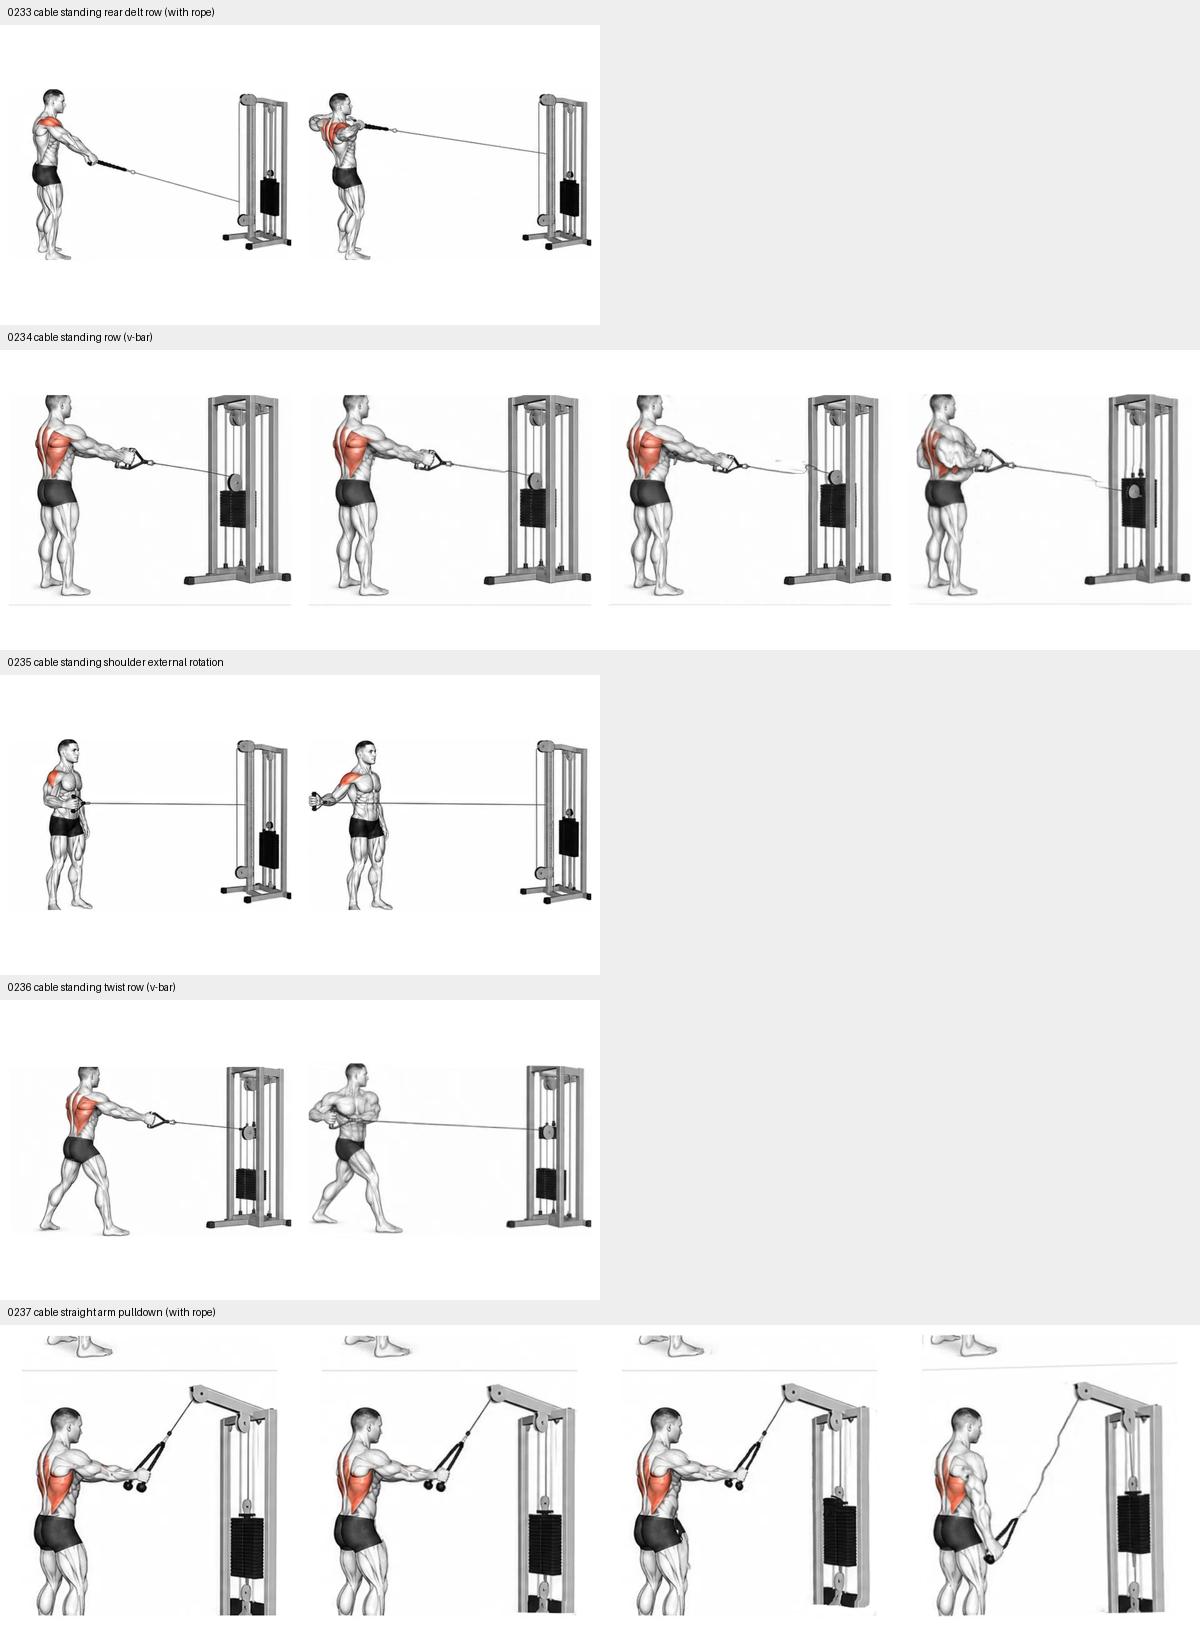 0233 cable standing rear delt row (with rope)
0234 cable standing row (v-bar)
0235 cable standing shoulder external rotation
0236 cable standing twist row (v-bar)
0237 cable straight arm pulldown (with rope)